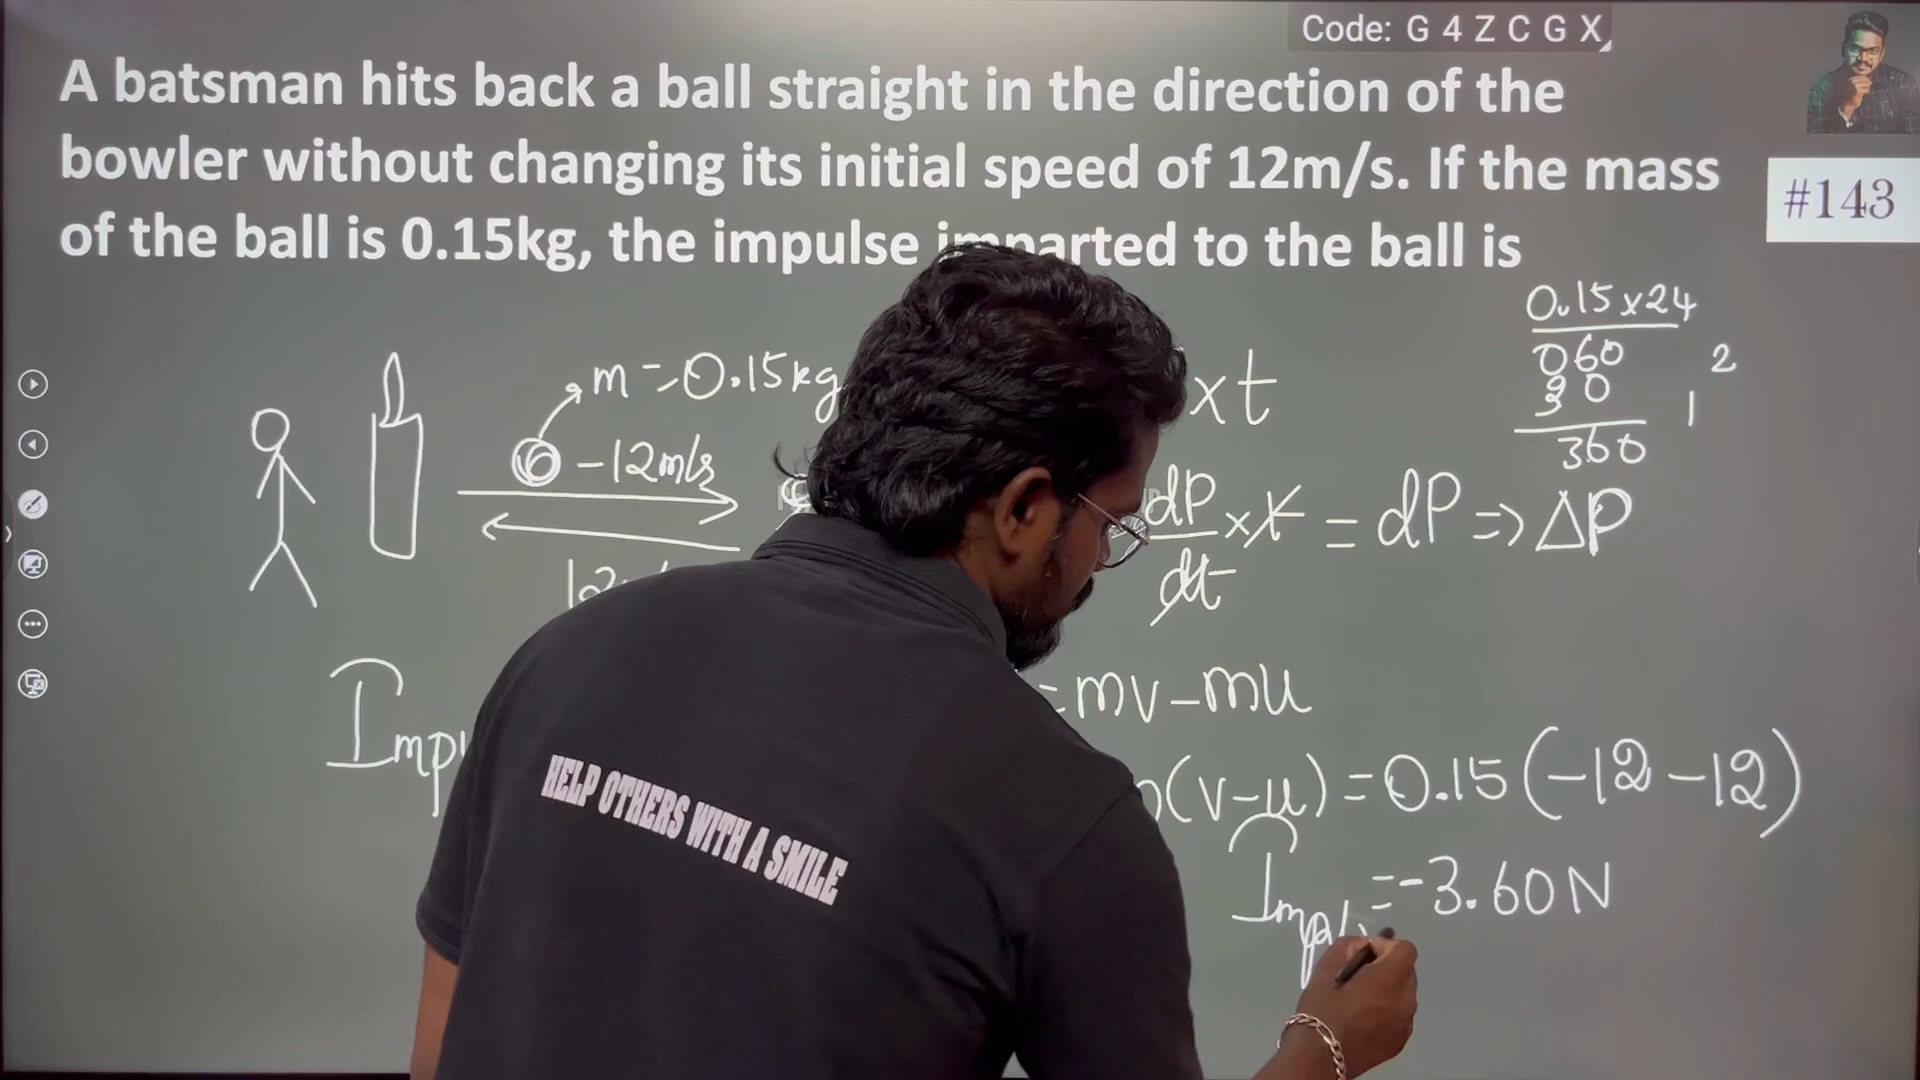 Code: G 4 Z C G X
A batsman hits back a ball straight in the direction of the
bowler without changing its initial speed of 12m/s. If the mass
of the ball is 0.15kg, the impulse imparted to the ball is
#143
0.15x24
060
30
360
2
1
m=0.15kg
xt
-12m/s
dP/dt x t = dP => ΔP
=mv-mu
(v-u) = 0.15(-12-12)
=-3.60N
HELP OTHERS WITH A SMILE